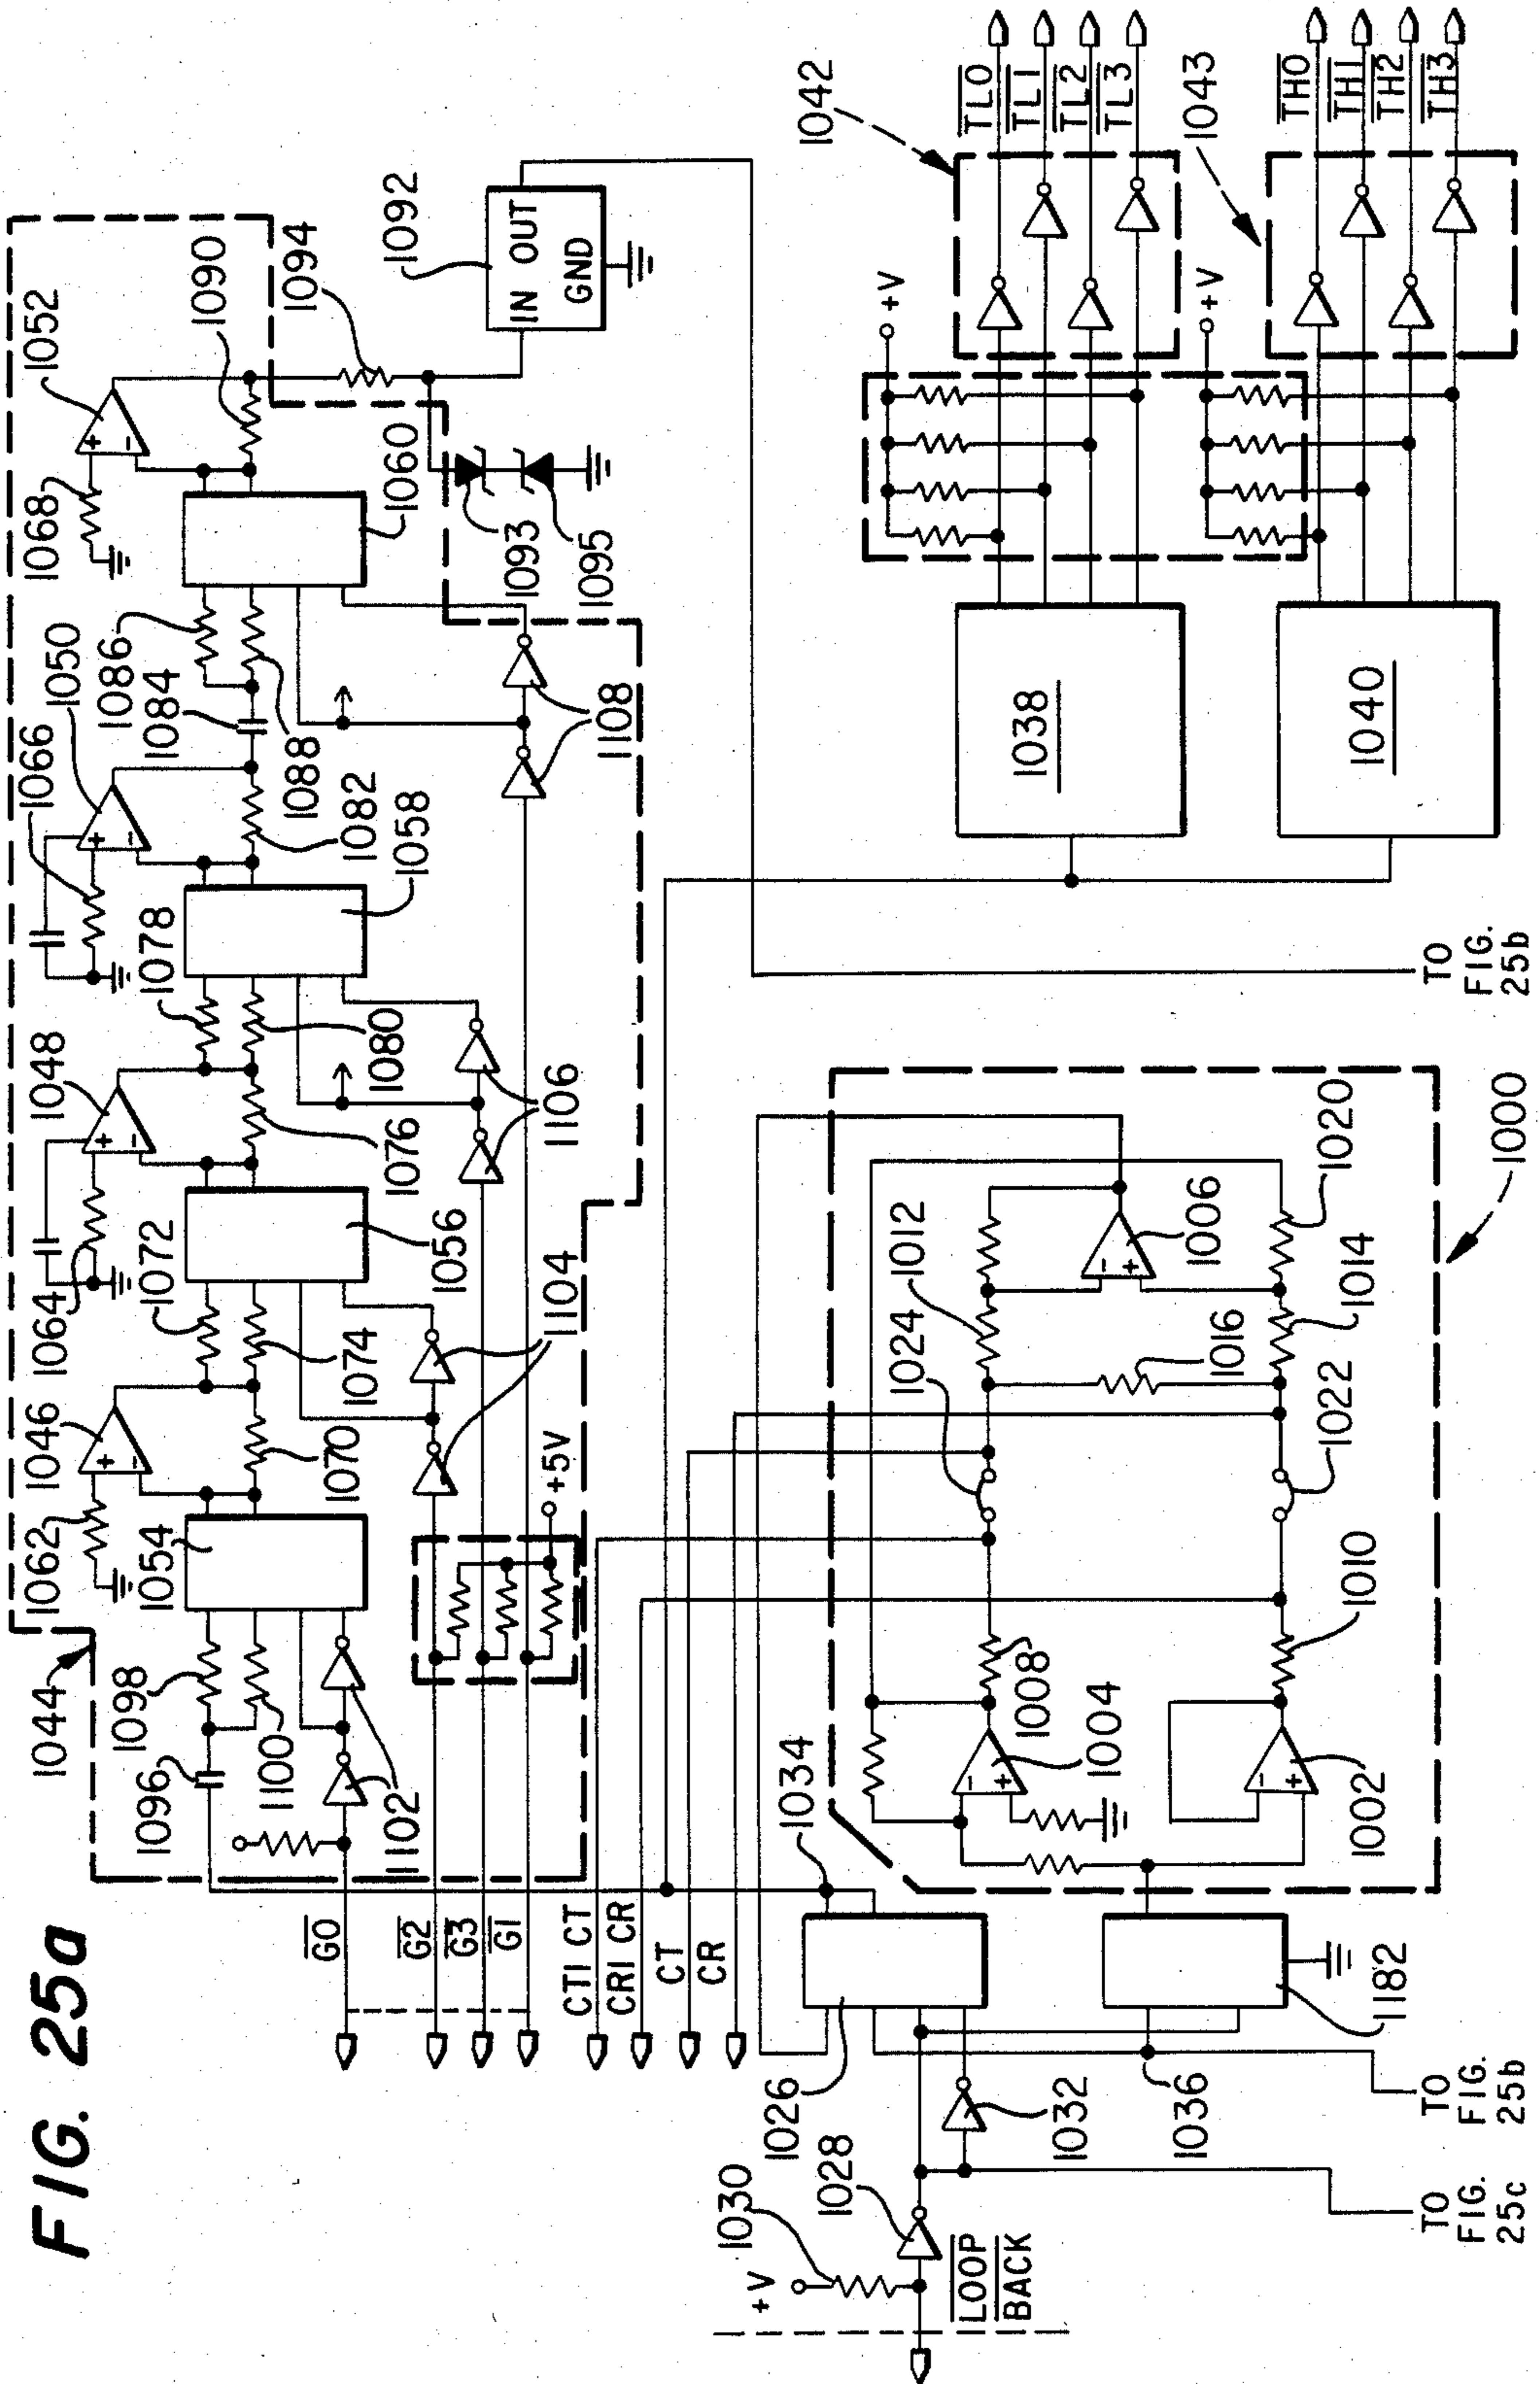 FIG. 25a
1044
1096
1098
1100
1102
1062
1054
1046
1070
1064
1072
1074
1056
1104
1048
1076
1078
1080
1106
1066
1050
1082
1058
1084
1086
1088
1108
1068
1052
1060
1090
1094
1093
1095
1092
IN OUT
GND
+5V
G0
G2
G3
G1
CTI CT
CRI CR
CT
CR
1034
1026
1028
1030
+V
LOOP
BACK
1032
1036
1182
TO
FIG.
25c
TO
FIG.
25b
1004
1002
1008
1010
1024
1022
1012
1016
1014
1006
1020
1000
+
-
+
-
+
-
+
-
-
+
-
+
-
+
TO
FIG.
25b
1038
1040
+V
+V
1042
1043
TL0
TL1
TL2
TL3
TH0
TH1
TH2
TH3